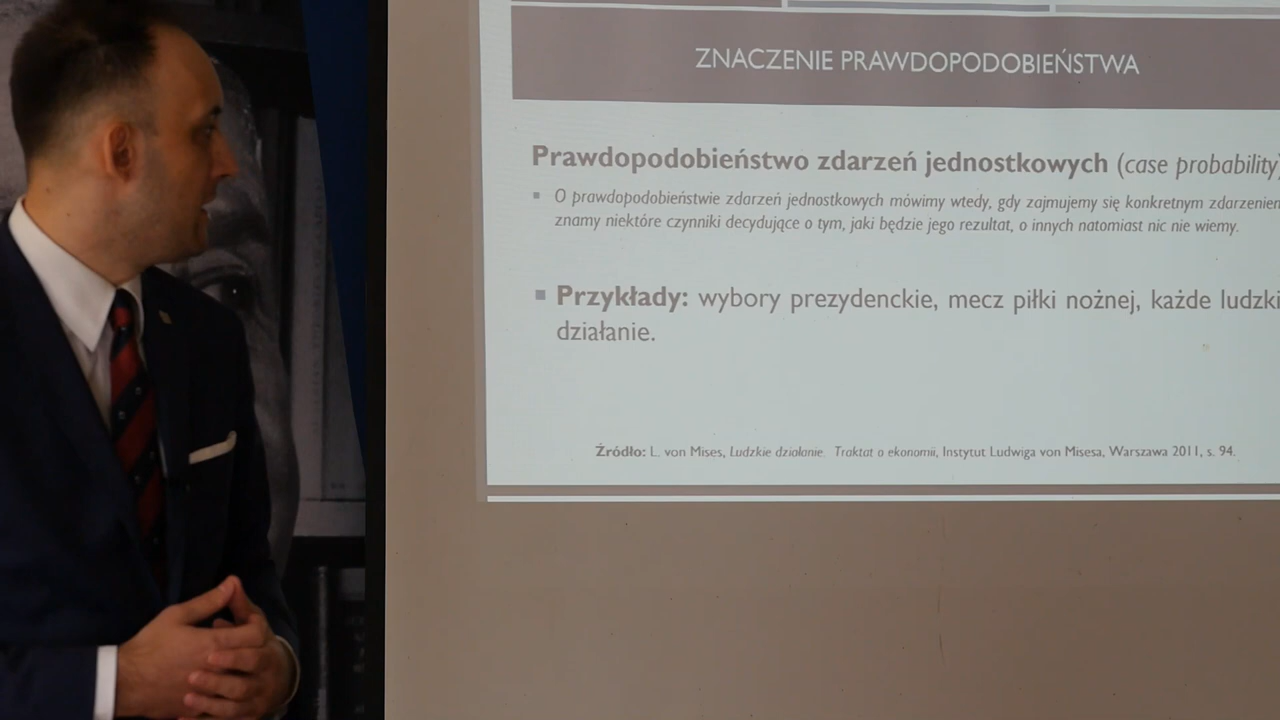 ZNACZENIE PRAWDOPODOBIEŃSTWA
Prawdopodobieństwo zdarzeń jednostkowych (case probability)
▪ O prawdopodobieństwie zdarzeń jednostkowych mówimy wtedy, gdy zajmujemy się konkretnym zdarzeniem
znamy niektóre czynniki decydujące o tym, jaki będzie jego rezultat, o innych natomiast nic nie wiemy.
▪ Przykłady: wybory prezydenckie, mecz piłki nożnej, każde ludzki
działanie.
Źródło: L. von Mises, Ludzkie działanie. Traktat o ekonomii, Instytut Ludwiga von Misesa, Warszawa 2011, s. 94.